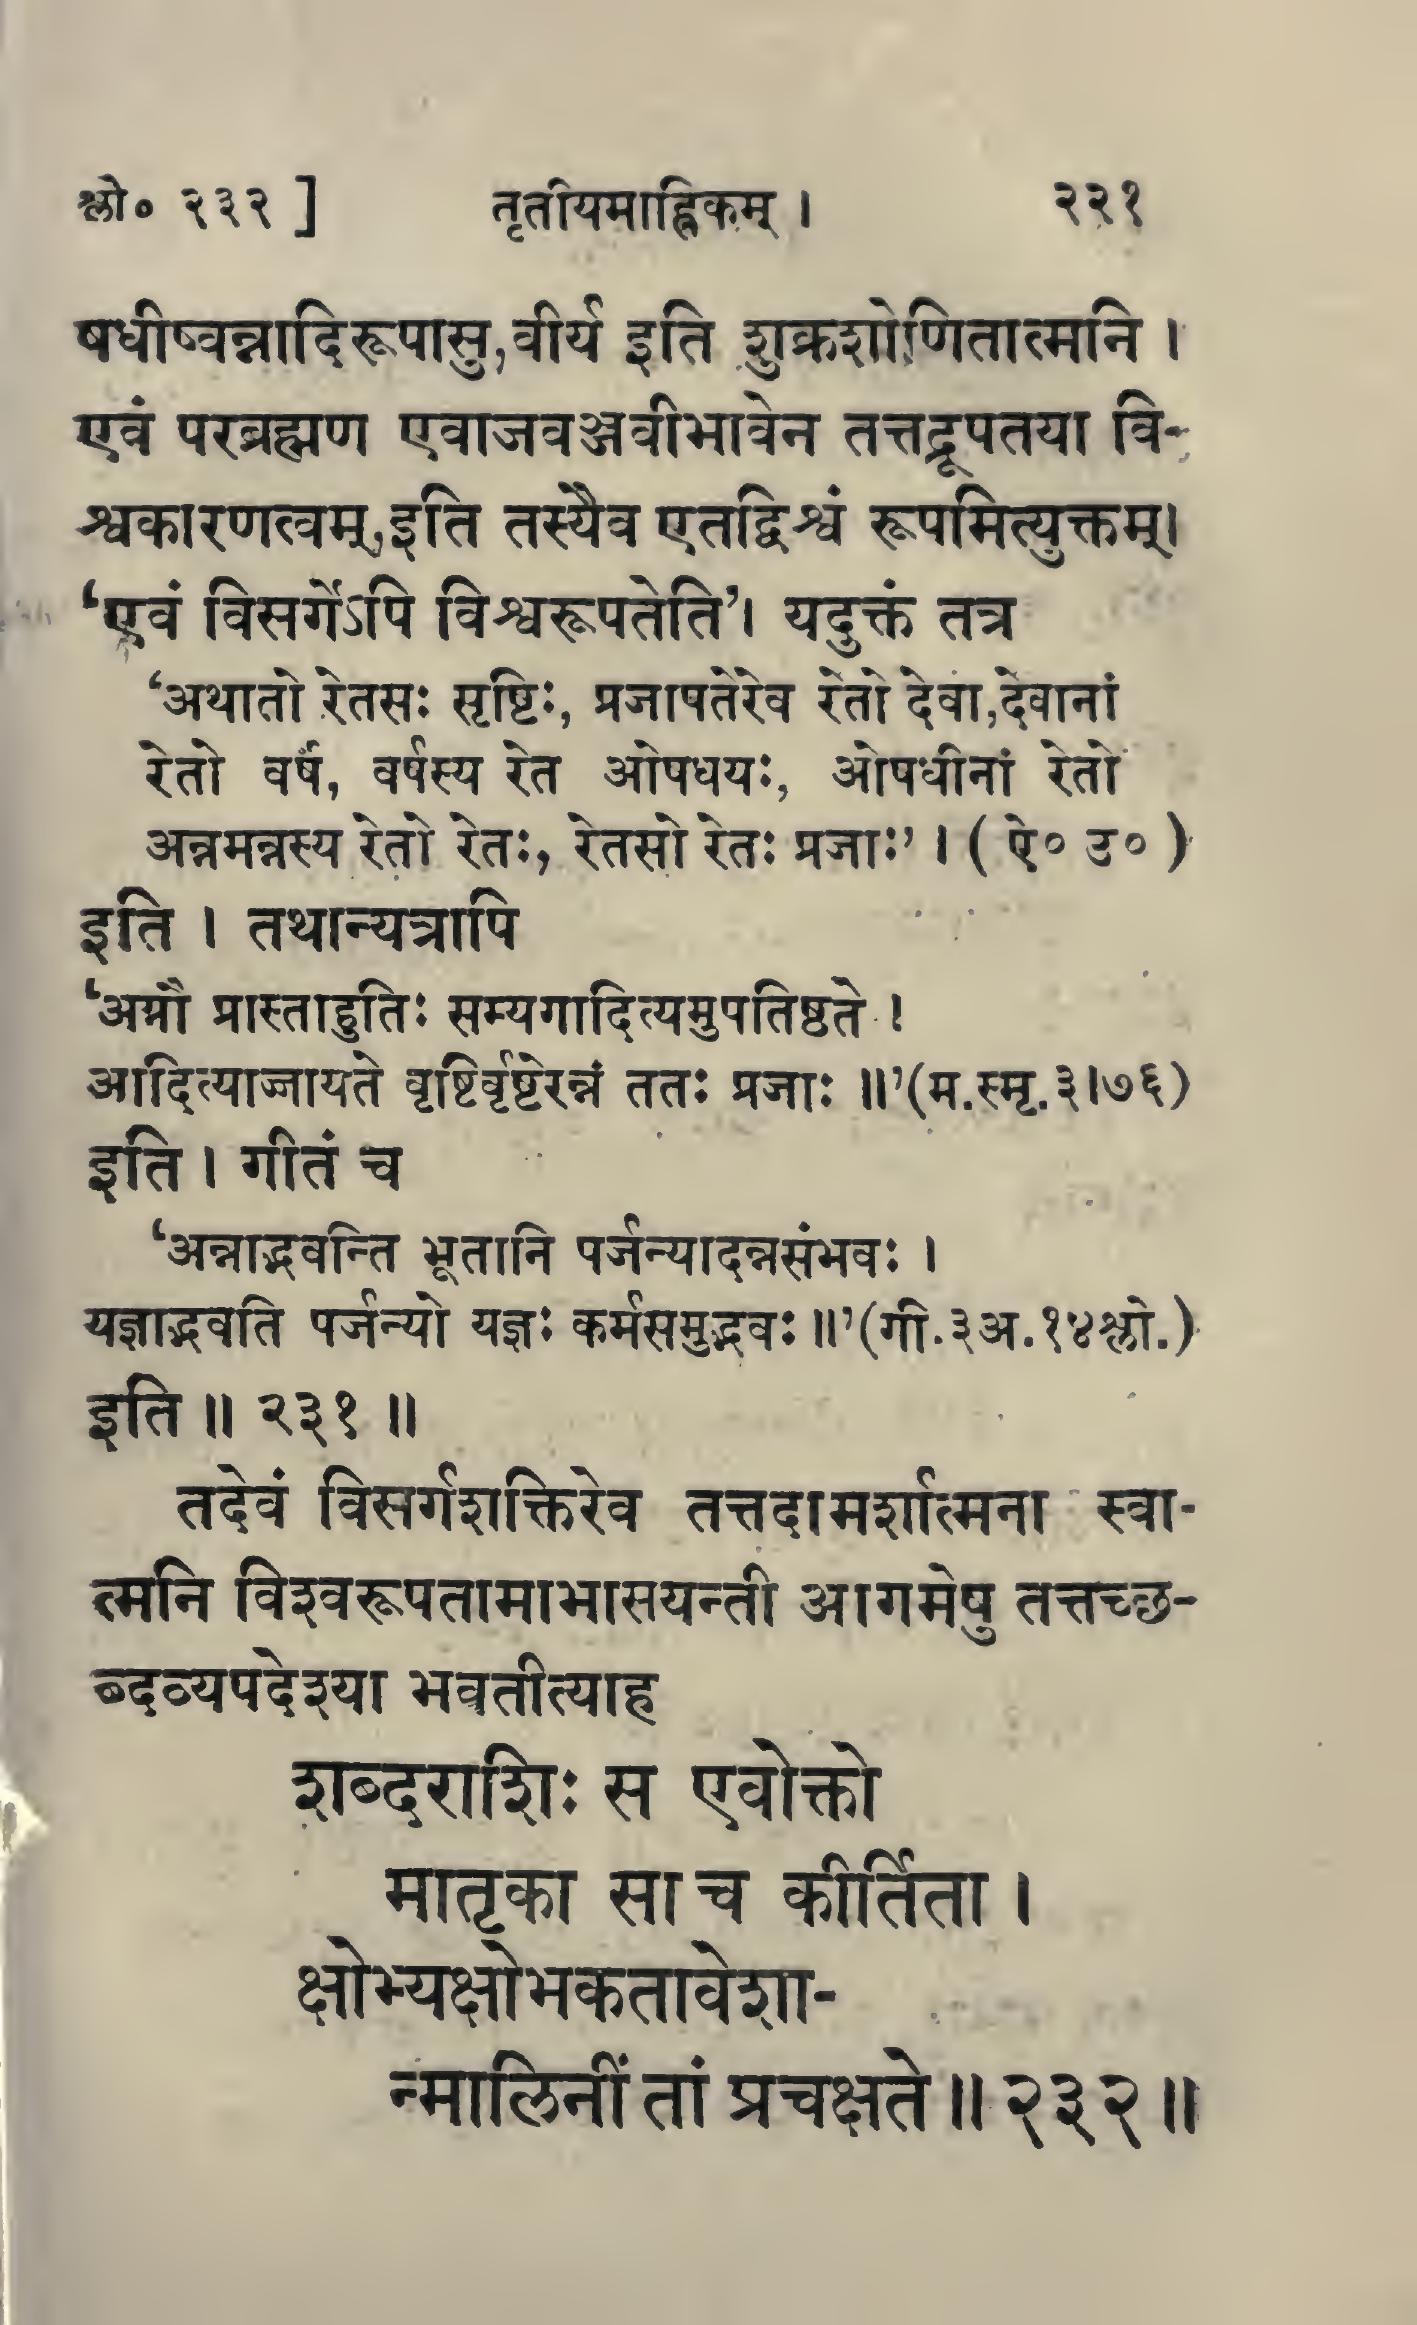 श्लो० २३२ ] तृतीयमाह्निकम् । २२१
षधीष्वन्नादिरूपासु, वीर्य इति शुक्रशोणितात्मनि ।
एवं परब्रह्मण एवाजवञ्जवीभावेन तत्तद्रूपतया वि-
श्वकारणत्वम्, इति तस्यैव एतद्विश्वं रूपमित्युक्तम्।
‘एवं विसर्गेऽपि विश्वरूपतेति’। यदुक्तं तत्र
‘अथातो रेतसः सृष्टिः, प्रजापतेरेव रेतो देवा, देवानां
रेतो वर्षं, वर्षस्य रेत ओषधयः, ओषधीनां रेतो
अन्नमन्नस्य रेतो रेतः, रेतसो रेतः प्रजाः’ । ( ऐ० उ० )
इति । तथान्यत्रापि
‘अग्नौ प्रास्ताहुतिः सम्यगादित्यमुपतिष्ठते ।
आदित्याज्जायते वृष्टिर्वृष्टेरन्नं ततः प्रजाः ॥’(म.स्मृ.३।७६)
इति । गीतं च
‘अन्नाद्भवन्ति भूतानि पर्जन्यादन्नसंभवः ।
यज्ञाद्भवति पर्जन्यो यज्ञः कर्मसमुद्भवः ॥’(गी.३अ.१४श्लो.)
इति ॥ २३१ ॥
तदेवं विसर्गशक्तिरेव तत्तदामर्शात्मना स्वा-
त्मनि विश्वरूपतामाभासयन्ती आगमेषु तत्तच्छ-
ब्दव्यपदेश्या भवतीत्याह
शब्दराशिः स एवोक्तो
मातृका सा च कीर्तिता ।
क्षोभ्यक्षोभकतावेशा-
न्मालिनीं तां प्रचक्षते ॥ २३२ ॥